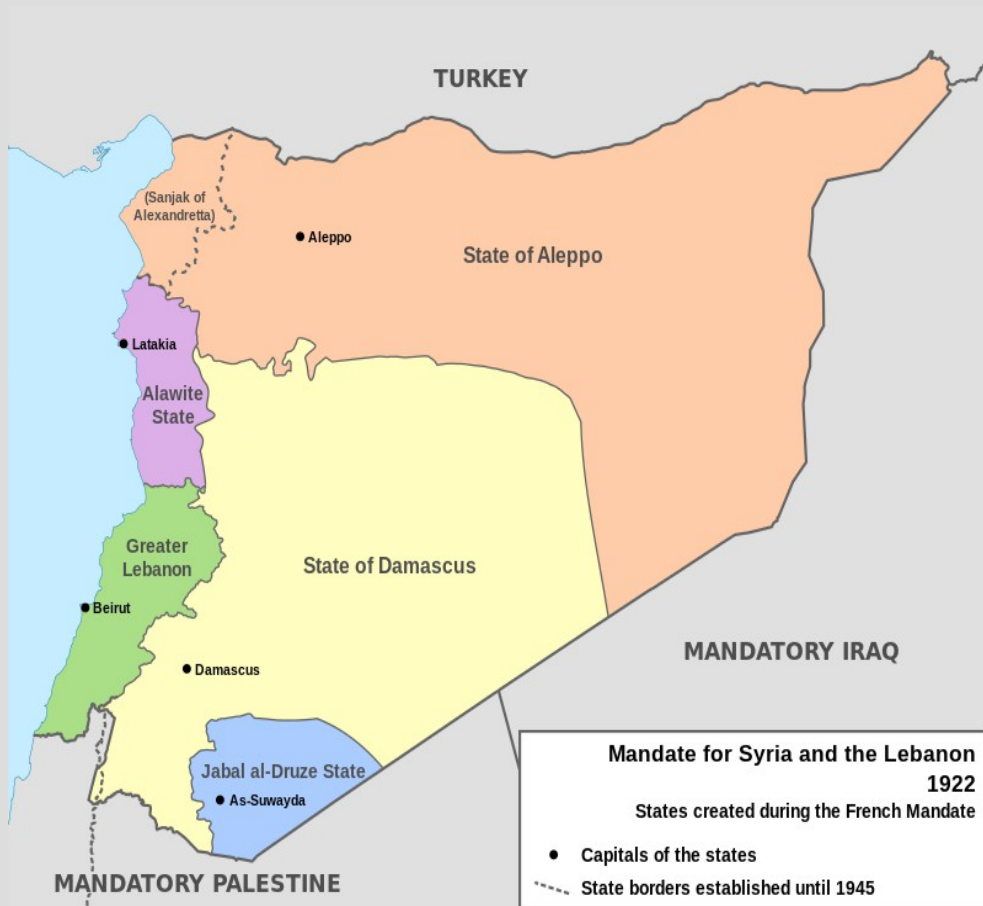 TURKEY
(Sanjak of
Alexandretta)
Aleppo
State of Aleppo
Latakia
Alawite
State
Greater
Lebanon
State of Damascus
Beirut
MANDATORY IRAQ
Damascus
Jabal al-Druze State
As-Suwayda
MANDATORY PALESTINE
Mandate for Syria and the Lebanon
1922
States created during the French Mandate
Capitals of the states
State borders established until 1945